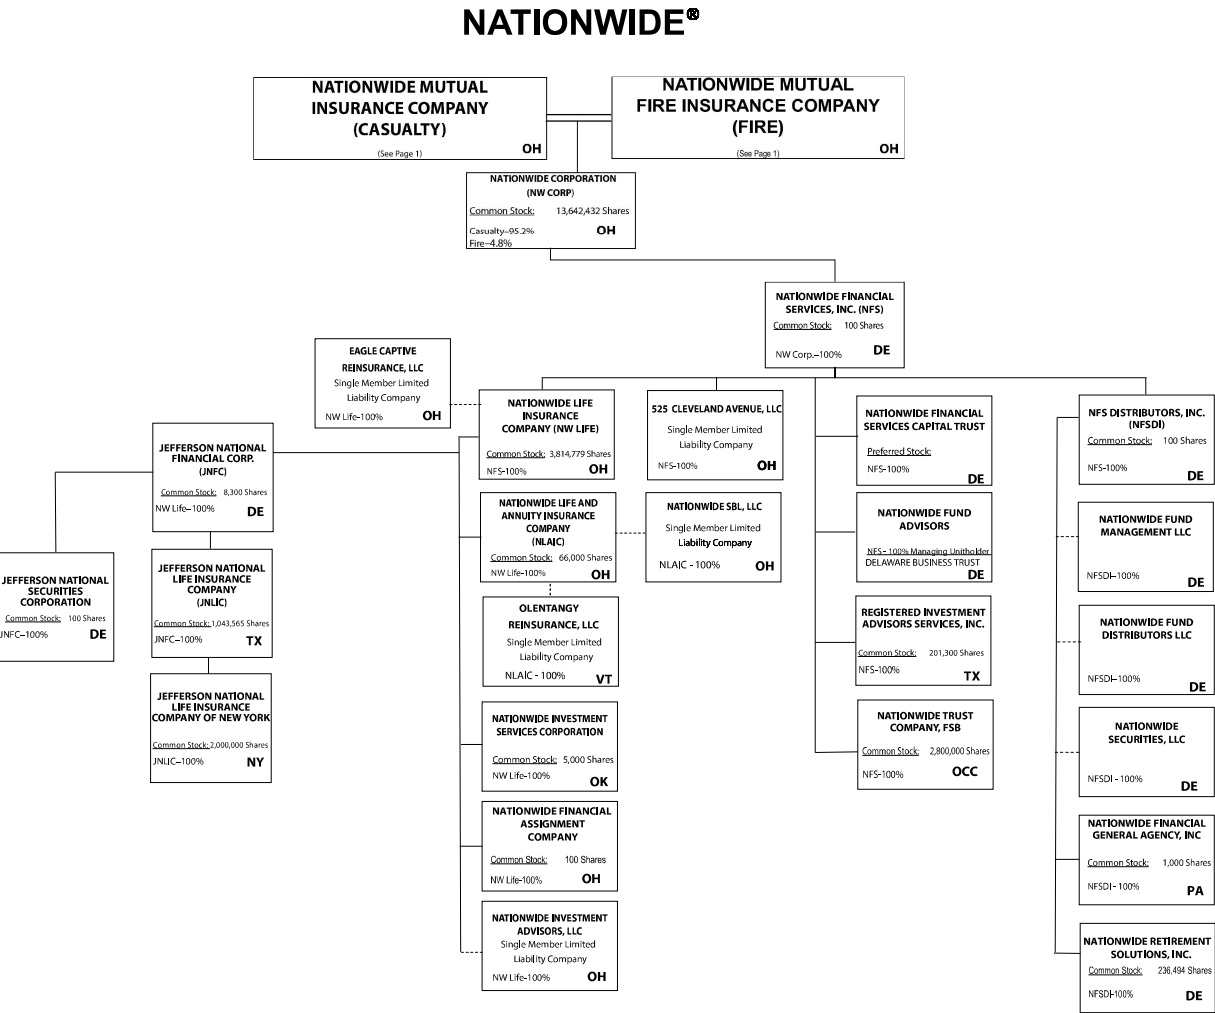 NATIONWIDE®
NATIONWIDE MUTUAL
INSURANCE COMPANY
(CASUALTY)
(See Page 1)
OH
NATIONWIDE MUTUAL
FIRE INSURANCE COMPANY
(FIRE)
(See Page 1)
OH
NATIONWIDE CORPORATION
(NW CORP)
Common Stock: 13,642,432 Shares
Casualty–95.2%
OH
Fire–4.8%
NATIONWIDE FINANCIAL
SERVICES, INC. (NFS)
Common Stock: 100 Shares
NW Corp.–100%
DE
EAGLE CAPTIVE
REINSURANCE, LLC
Single Member Limited
Liability Company
NW Life-100%
OH
NATIONWIDE LIFE
INSURANCE
COMPANY (NW LIFE)
Common Stock: 3,814,779 Shares
NFS-100%
OH
525 CLEVELAND AVENUE, LLC
Single Member Limited
Liability Company
NFS-100%
OH
NATIONWIDE FINANCIAL
SERVICES CAPITAL TRUST
Preferred Stock:
NFS-100%
DE
NFS DISTRIBUTORS, INC.
(NFSDI)
Common Stock: 100 Shares
NFS-100%
DE
JEFFERSON NATIONAL
FINANCIAL CORP.
(JNFC)
Common Stock: 8,300 Shares
NW Life–100%
DE
NATIONWIDE LIFE AND
ANNUITY INSURANCE
COMPANY
(NLAIC)
Common Stock: 66,000 Shares
NW Life-100%
OH
NATIONWIDE SBL, LLC
Single Member Limited
Liability Company
NLAIC - 100%
OH
NATIONWIDE FUND
ADVISORS
NFS - 100% Managing Unitholder
DELAWARE BUSINESS TRUST
DE
NATIONWIDE FUND
MANAGEMENT LLC
NFSDI–100%
DE
JEFFERSON NATIONAL
SECURITIES
CORPORATION
Common Stock: 100 Shares
JNFC–100%
DE
JEFFERSON NATIONAL
LIFE INSURANCE
COMPANY
(JNLIC)
Common Stock: 1,043,565 Shares
JNFC–100%
TX
OLENTANGY
REINSURANCE, LLC
Single Member Limited
Liability Company
NLAIC - 100%
VT
REGISTERED INVESTMENT
ADVISORS SERVICES, INC.
Common Stock: 201,300 Shares
NFS-100%
TX
NATIONWIDE FUND
DISTRIBUTORS LLC
NFSDI–100%
DE
JEFFERSON NATIONAL
LIFE INSURANCE
COMPANY OF NEW YORK
Common Stock: 2,000,000 Shares
JNLIC–100%
NY
NATIONWIDE INVESTMENT
SERVICES CORPORATION
Common Stock: 5,000 Shares
NW Life-100%
OK
NATIONWIDE TRUST
COMPANY, FSB
Common Stock: 2,800,000 Shares
NFS-100%
OCC
NATIONWIDE
SECURITIES, LLC
NFSDI - 100%
DE
NATIONWIDE FINANCIAL
ASSIGNMENT
COMPANY
Common Stock: 100 Shares
NW Life-100%
OH
NATIONWIDE FINANCIAL
GENERAL AGENCY, INC
Common Stock: 1,000 Shares
NFSDI - 100%
PA
NATIONWIDE INVESTMENT
ADVISORS, LLC
Single Member Limited
Liability Company
NW Life-100%
OH
NATIONWIDE RETIREMENT
SOLUTIONS, INC.
Common Stock: 236,494 Shares
NFSDI-100%
DE